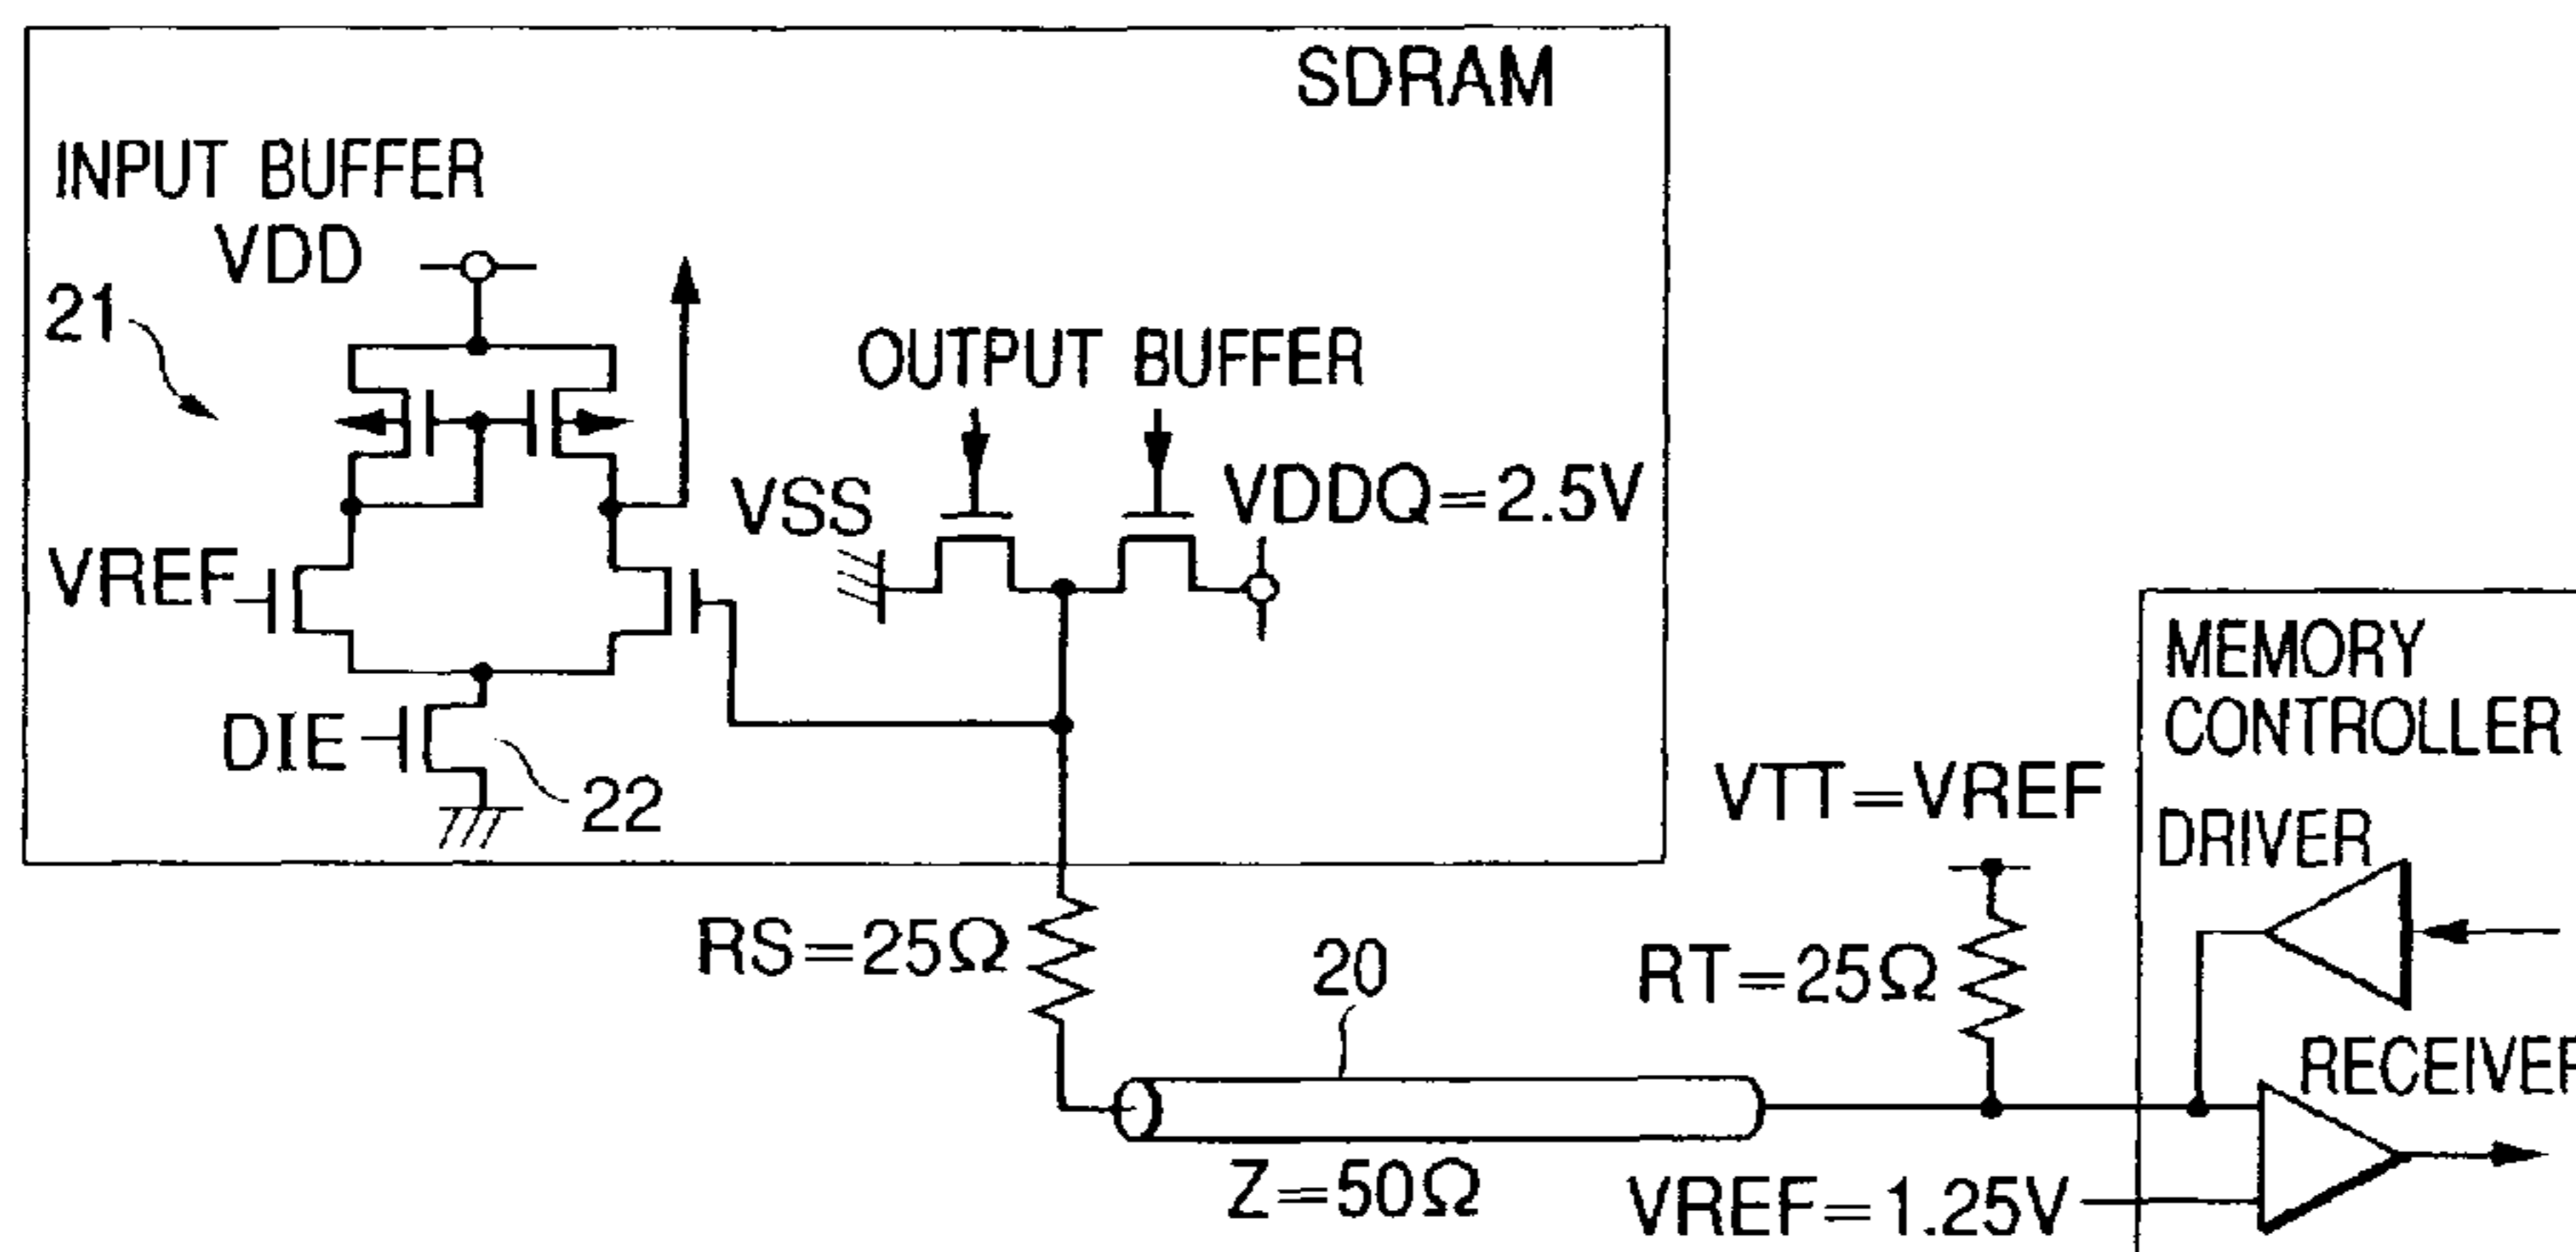 SDRAM
INPUT BUFFER
VDD
21
OUTPUT BUFFER
VSS
VDDQ=2.5V
VREF
DIE
22
MEMORY
CONTROLLER
VTT=VREF
DRIVER
RS=25Ω
20
RT=25Ω
RECEIVER
Z=50Ω
VREF=1.25V